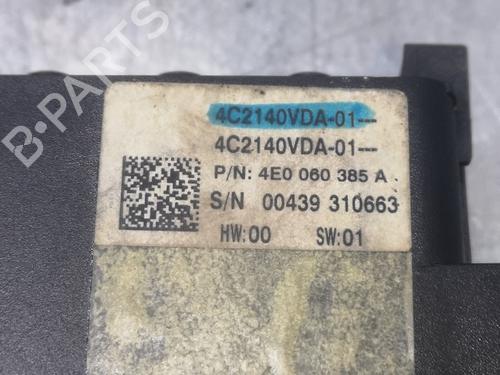 4C2140VDA-01---
4C2140VDA-01---
P/N: 4E0 060 385 A
S/N 00439 310663
HW:00 SW:01
B-PARTS